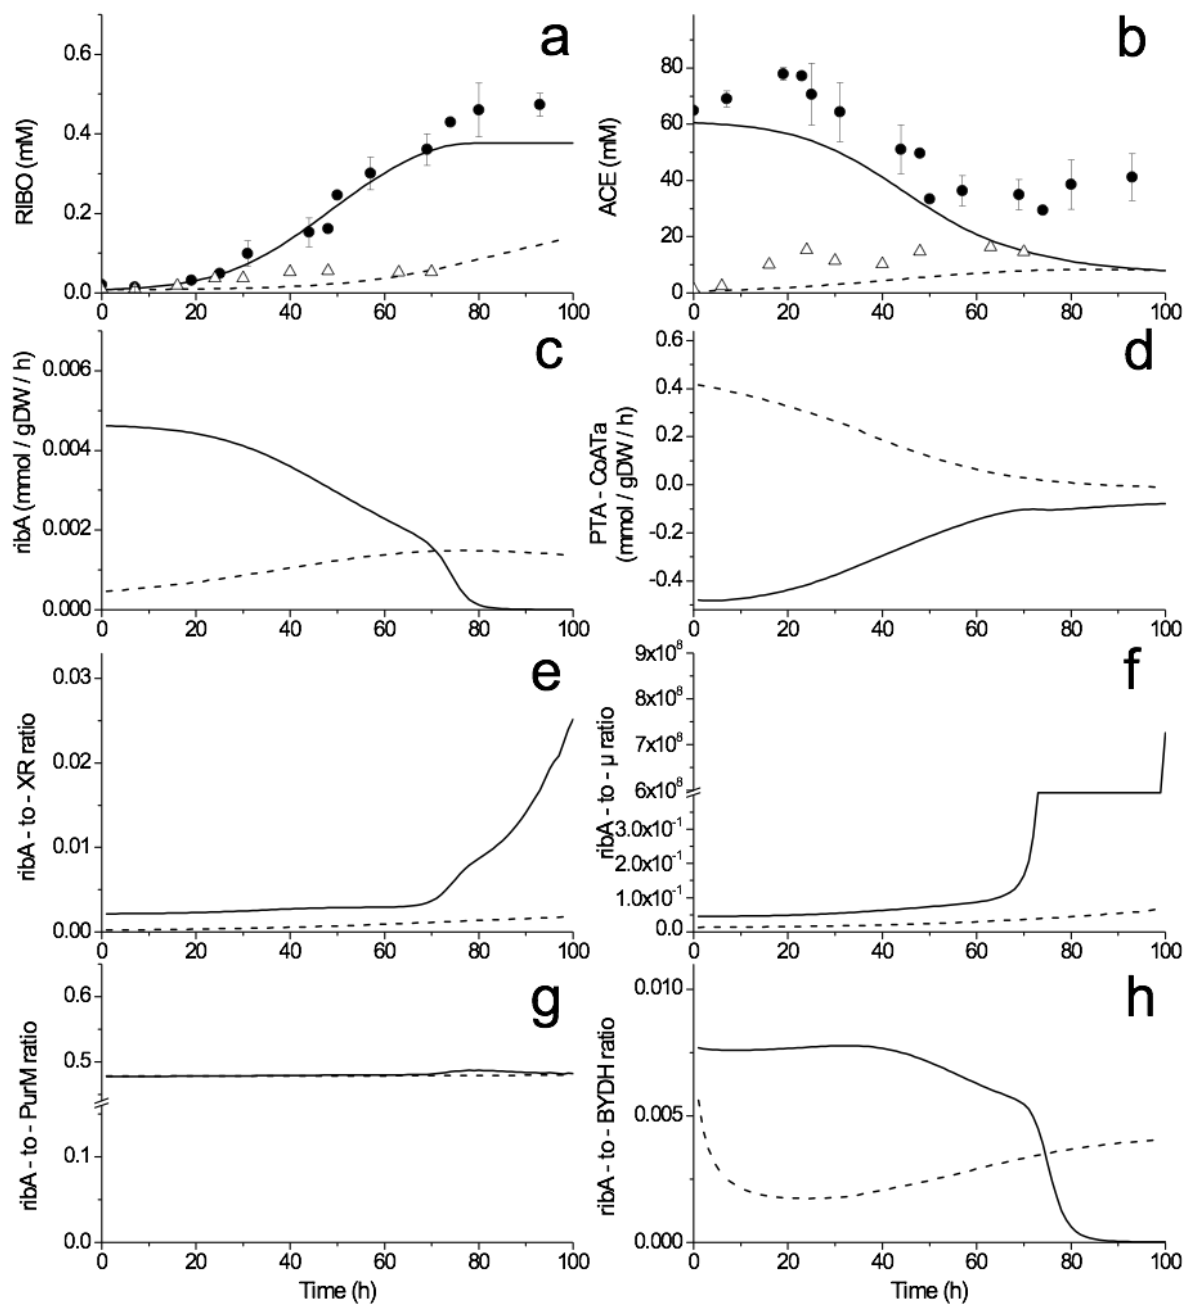 a
RIBO (mM)
0.6
0.4
0.2
0.0
0 20 40 60 80 100
b
ACE (mM)
80
60
40
20
0
0 20 40 60 80 100
c
ribA (mmol / gDW / h)
0.006
0.004
0.002
0.000
0 20 40 60 80 100
d
PTA - CoATa
(mmol / gDW / h)
0.6
0.4
0.2
0.0
-0.2
-0.4
0 20 40 60 80 100
e
ribA - to - XR ratio
0.03
0.02
0.01
0.00
0 20 40 60 80 100
f
ribA - to - µ ratio
9x10⁸
8x10⁸
7x10⁸
6x10⁸
3.0x10⁻¹
2.0x10⁻¹
1.0x10⁻¹
0.0
0 20 40 60 80 100
g
ribA - to - PurM ratio
0.6
0.5
0.1
0.0
0 20 40 60 80 100
Time (h)
h
ribA - to - BYDH ratio
0.010
0.005
0.000
0 20 40 60 80 100
Time (h)